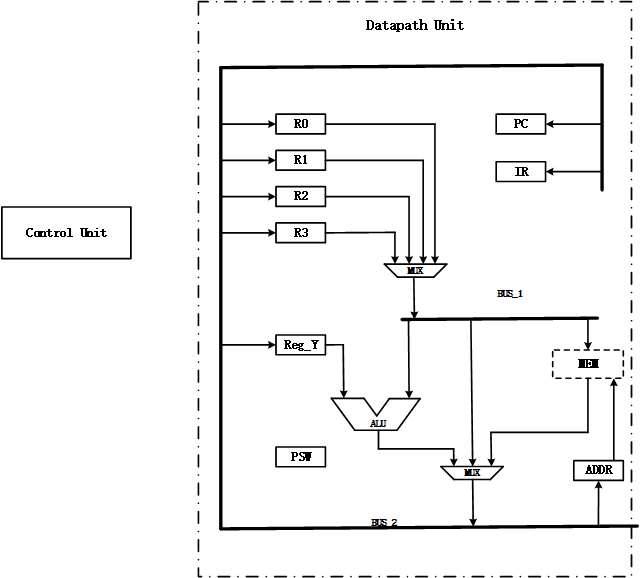 Datapath Unit
R0
PC
R1
IR
R2
Control Unit
R3
MUX
BUS_1
Reg_Y
MEM
ALU
PSW
MUX
ADDR
BUS_2